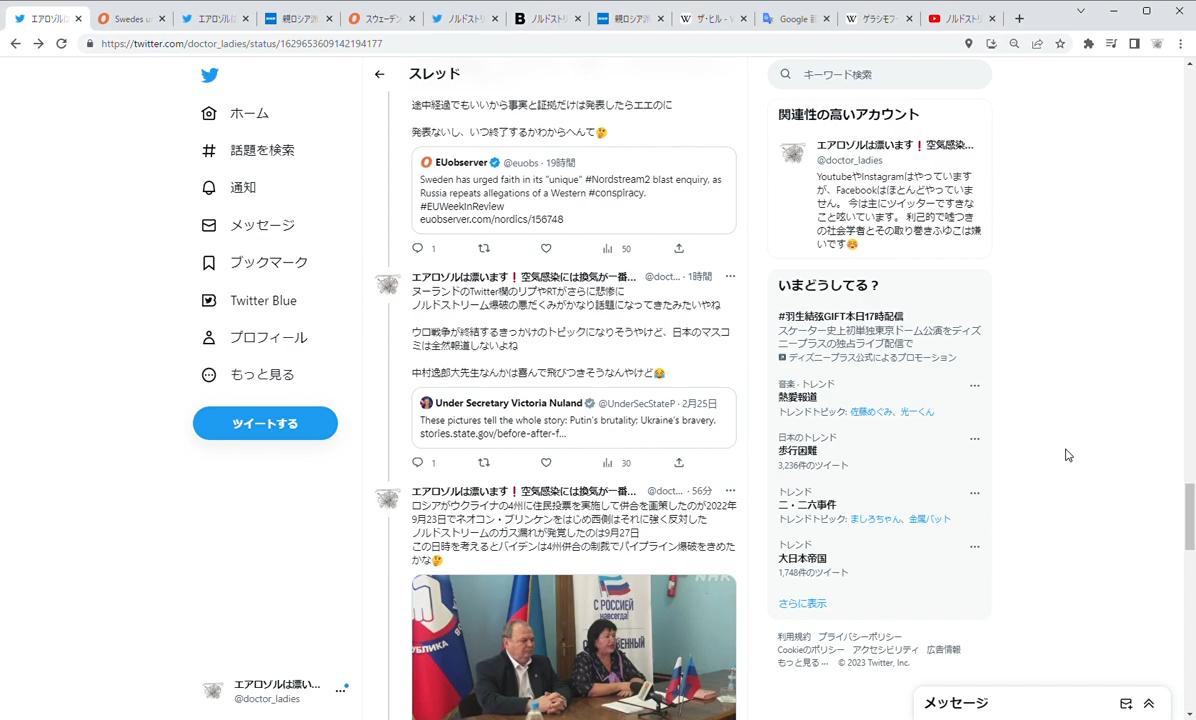 エアロゾルは
Swedes u
エアロゾルは
親ロシア派
スウェーデン
ノルドスト
ノルドスト
親ロシア派
ザ・ヒル - W
Google 翻
ゲラシモフ
ノルドスト
https://twitter.com/doctor_ladies/status/1629653609142194177
ホーム
話題を検索
通知
メッセージ
ブックマーク
Twitter Blue
プロフィール
もっと見る
ツイートする
エアロゾルは漂い...
@doctor_ladies
スレッド
途中経過でもいいから事実と証拠だけは発表したらエエのに
発表ないし、いつ終了するかわからへんて🤔
EUobserver @euobs · 19時間
Sweden has urged faith in its "unique" #Nordstream2 blast enquiry, as
Russia repeats allegations of a Western #conspiracy.
#EUWeekInReview
euobserver.com/nordics/156748
1 50
エアロゾルは漂います❗空気感染には換気が一番... @doct... · 1時間
ヌーランドのTwitter欄のリプやRTがさらに悲惨に
ノルドストリーム爆破の悪だくみがかなり話題になってきたみたいやね
ウロ戦争が終結するきっかけのトピックになりそうやけど、日本のマスコ
ミは全然報道しないよね
中村逸郎大先生なんかは喜んで飛びつきそうなんやけど😂
Under Secretary Victoria Nuland @UnderSecStateP · 2月25日
These pictures tell the whole story: Putin's brutality; Ukraine's bravery.
stories.state.gov/before-after-f...
1 30
エアロゾルは漂います❗空気感染には換気が一番... @doct... · 56分
ロシアがウクライナの4州に住民投票を実施して併合を画策したのが2022年
9月23日でネオコン・ブリンケンをはじめ西側はそれに強く反対した
ノルドストリームのガス漏れが発覚したのは9月27日
この日時を考えるとバイデンは4州併合の制裁でパイプライン爆破をきめた
かな🤔
NHK
С РОССИЕЙ
навсегда!
キーワード検索
関連性の高いアカウント
エアロゾルは漂います❗空気感染...
@doctor_ladies
YoutubeやInstagramはやっています
が、Facebookはほとんどやっていま
せん。 今は主にツイッターですきな
こと呟いています。 利己的で嘘つき
の社会学者とその取り巻きふゆこは嫌
いです☺️
いまどうしてる？
#羽生結弦GIFT本日17時配信
スケーター史上初単独東京ドーム公演をディズ
ニープラスの独占ライブ配信で
ディズニープラス公式によるプロモーション
音楽・トレンド
熱愛報道
トレンドトピック: 佐藤めぐみ、光一くん
日本のトレンド
歩行困難
3,236件のツイート
トレンド
二・二六事件
トレンドトピック: ましろちゃん、金属バット
トレンド
大日本帝国
1,748件のツイート
さらに表示
利用規約 プライバシーポリシー
Cookieのポリシー アクセシビリティ 広告情報
もっと見る... © 2023 Twitter, Inc.
メッセージ